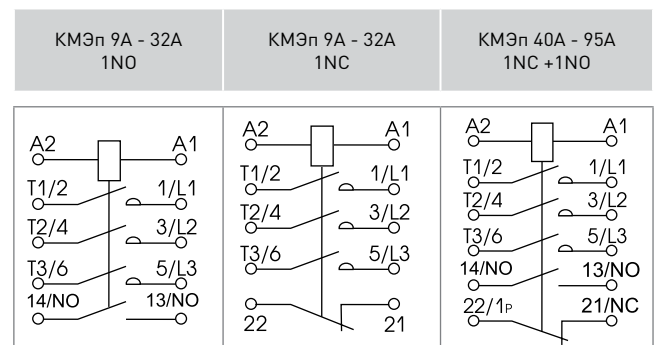 КМЭп 9А - 32А
1NO
КМЭп 9А - 32А
1NC
КМЭп 40А - 95А
1NC +1NO
A2 A1
T1/2 1/L1
T2/4 3/L2
T3/6 5/L3
14/NO 13/NO
A2 A1
T1/2 1/L1
T2/4 3/L2
T3/6 5/L3
22 21
A2 A1
T1/2 1/L1
T2/4 3/L2
T3/6 5/L3
14/NO 13/NO
22/1P 21/NC